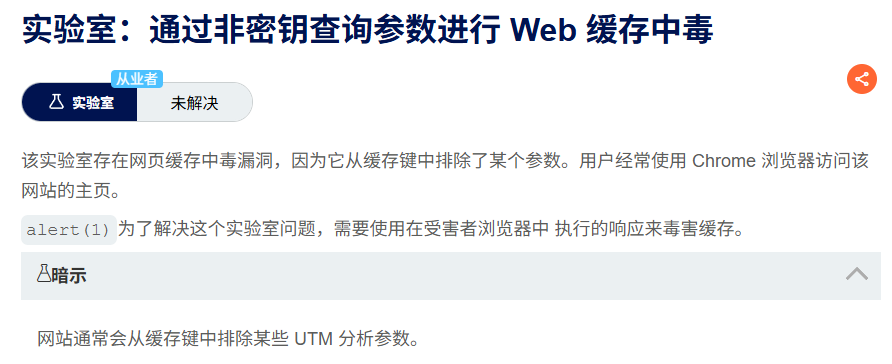 实验室：通过非密钥查询参数进行 Web 缓存中毒
从业者
实验室
未解决
该实验室存在网页缓存中毒漏洞，因为它从缓存键中排除了某个参数。用户经常使用 Chrome 浏览器访问该
网站的主页。
alert(1)为了解决这个实验室问题，需要使用在受害者浏览器中 执行的响应来毒害缓存。
暗示
网站通常会从缓存键中排除某些 UTM 分析参数。